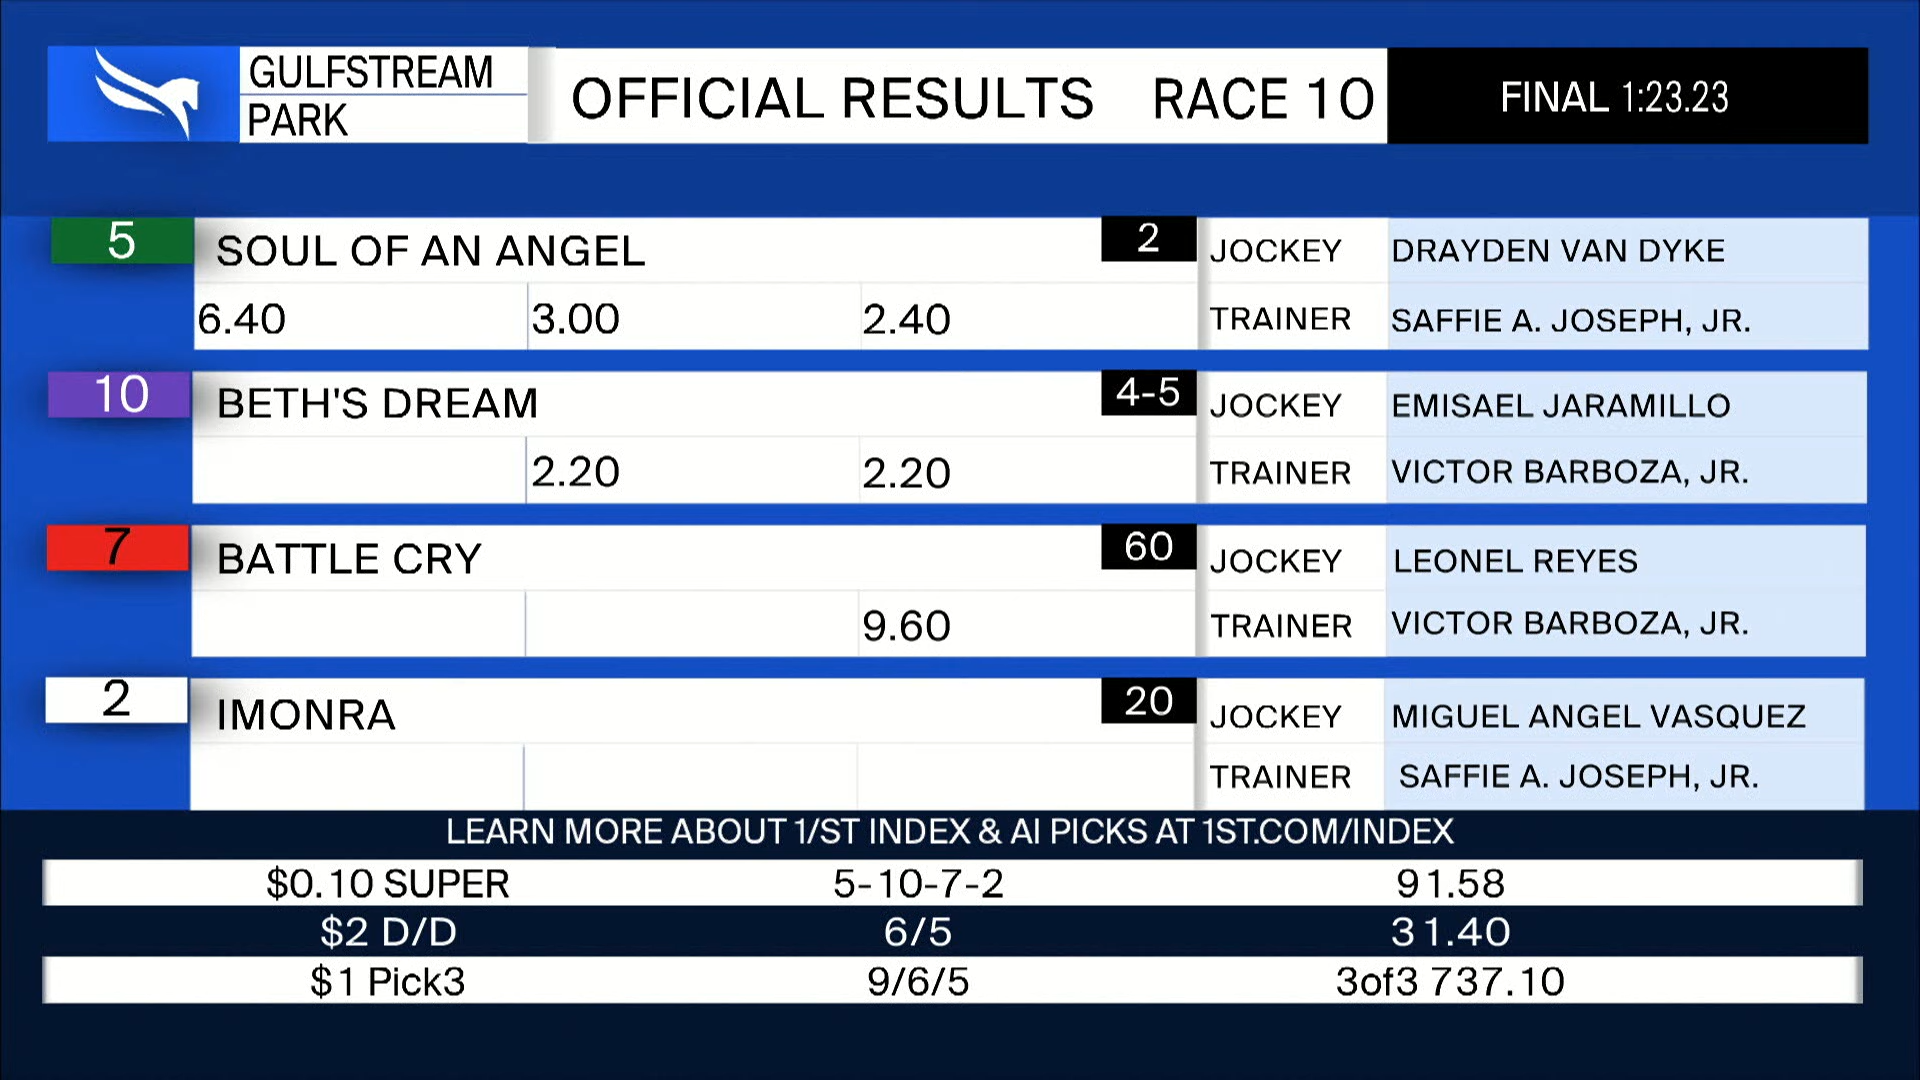 GULFSTREAM
PARK
OFFICIAL RESULTS RACE 10
FINAL 1:23.23
5 SOUL OF AN ANGEL 2 JOCKEY DRAYDEN VAN DYKE
6.40 3.00 2.40 TRAINER SAFFIE A. JOSEPH, JR.
10 BETH'S DREAM 4-5 JOCKEY EMISAEL JARAMILLO
2.20 2.20 TRAINER VICTOR BARBOZA, JR.
7 BATTLE CRY 60 JOCKEY LEONEL REYES
9.60 TRAINER VICTOR BARBOZA, JR.
2 IMONRA 20 JOCKEY MIGUEL ANGEL VASQUEZ
TRAINER SAFFIE A. JOSEPH, JR.
LEARN MORE ABOUT 1/ST INDEX & AI PICKS AT 1ST.COM/INDEX
$0.10 SUPER 5-10-7-2 91.58
$2 D/D 6/5 31.40
$1 Pick3 9/6/5 3of3 737.10